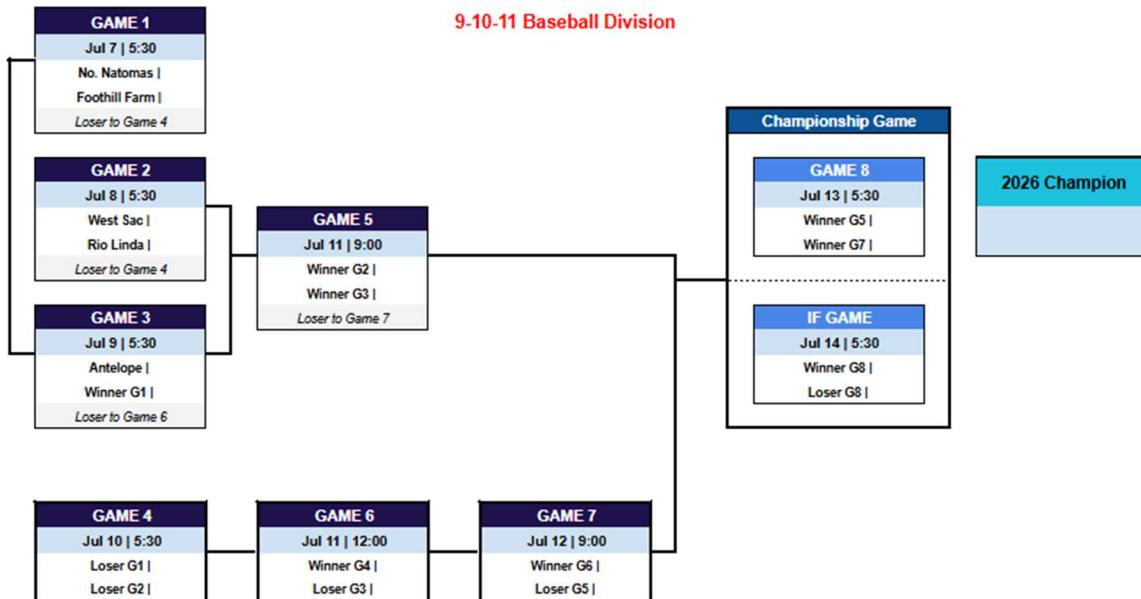 9-10-11 Baseball Division
GAME 1
Jul 7 | 5:30
No. Natomas |
Foothill Farm |
Loser to Game 4
GAME 2
Jul 8 | 5:30
West Sac |
Rio Linda |
Loser to Game 4
GAME 3
Jul 9 | 5:30
Antelope |
Winner G1 |
Loser to Game 6
GAME 5
Jul 11 | 9:00
Winner G2 |
Winner G3 |
Loser to Game 7
Championship Game
GAME 8
Jul 13 | 5:30
Winner G5 |
Winner G7 |
IF GAME
Jul 14 | 5:30
Winner G8 |
Loser G8 |
2026 Champion
GAME 4
Jul 10 | 5:30
Loser G1 |
Loser G2 |
GAME 6
Jul 11 | 12:00
Winner G4 |
Loser G3 |
GAME 7
Jul 12 | 9:00
Winner G6 |
Loser G5 |